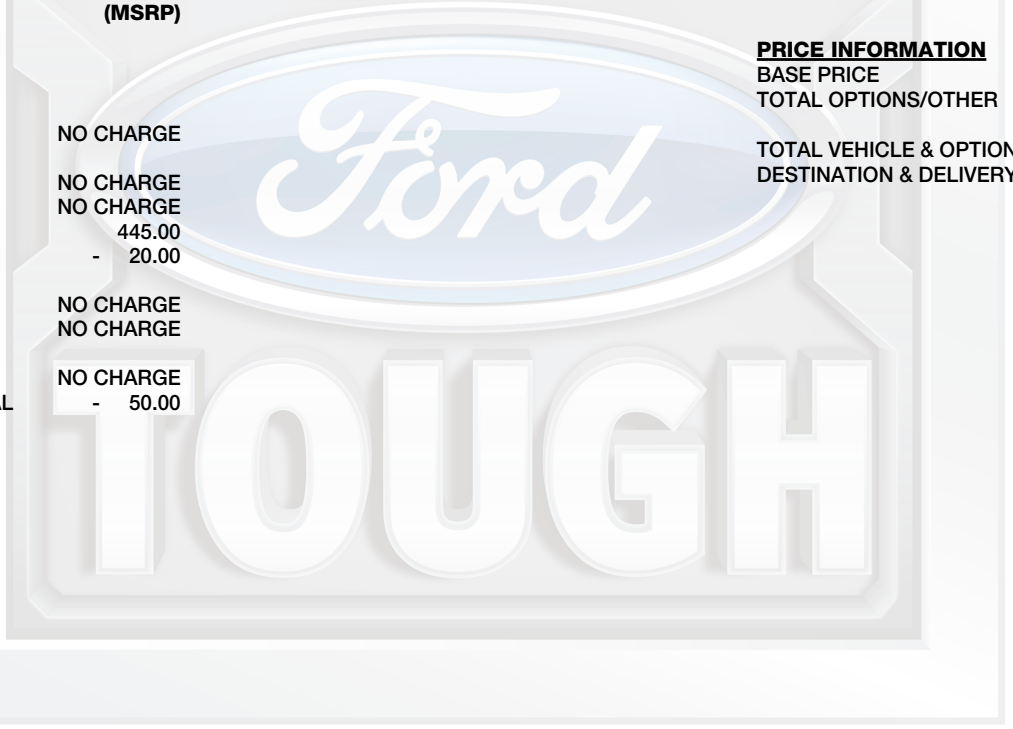 (MSRP)
NO CHARGE
NO CHARGE
NO CHARGE
445.00
- 20.00
NO CHARGE
NO CHARGE
NO CHARGE
AL - 50.00
PRICE INFORMATION
BASE PRICE
TOTAL OPTIONS/OTHER
TOTAL VEHICLE & OPTION
DESTINATION & DELIVERY
Ford
TOUGH